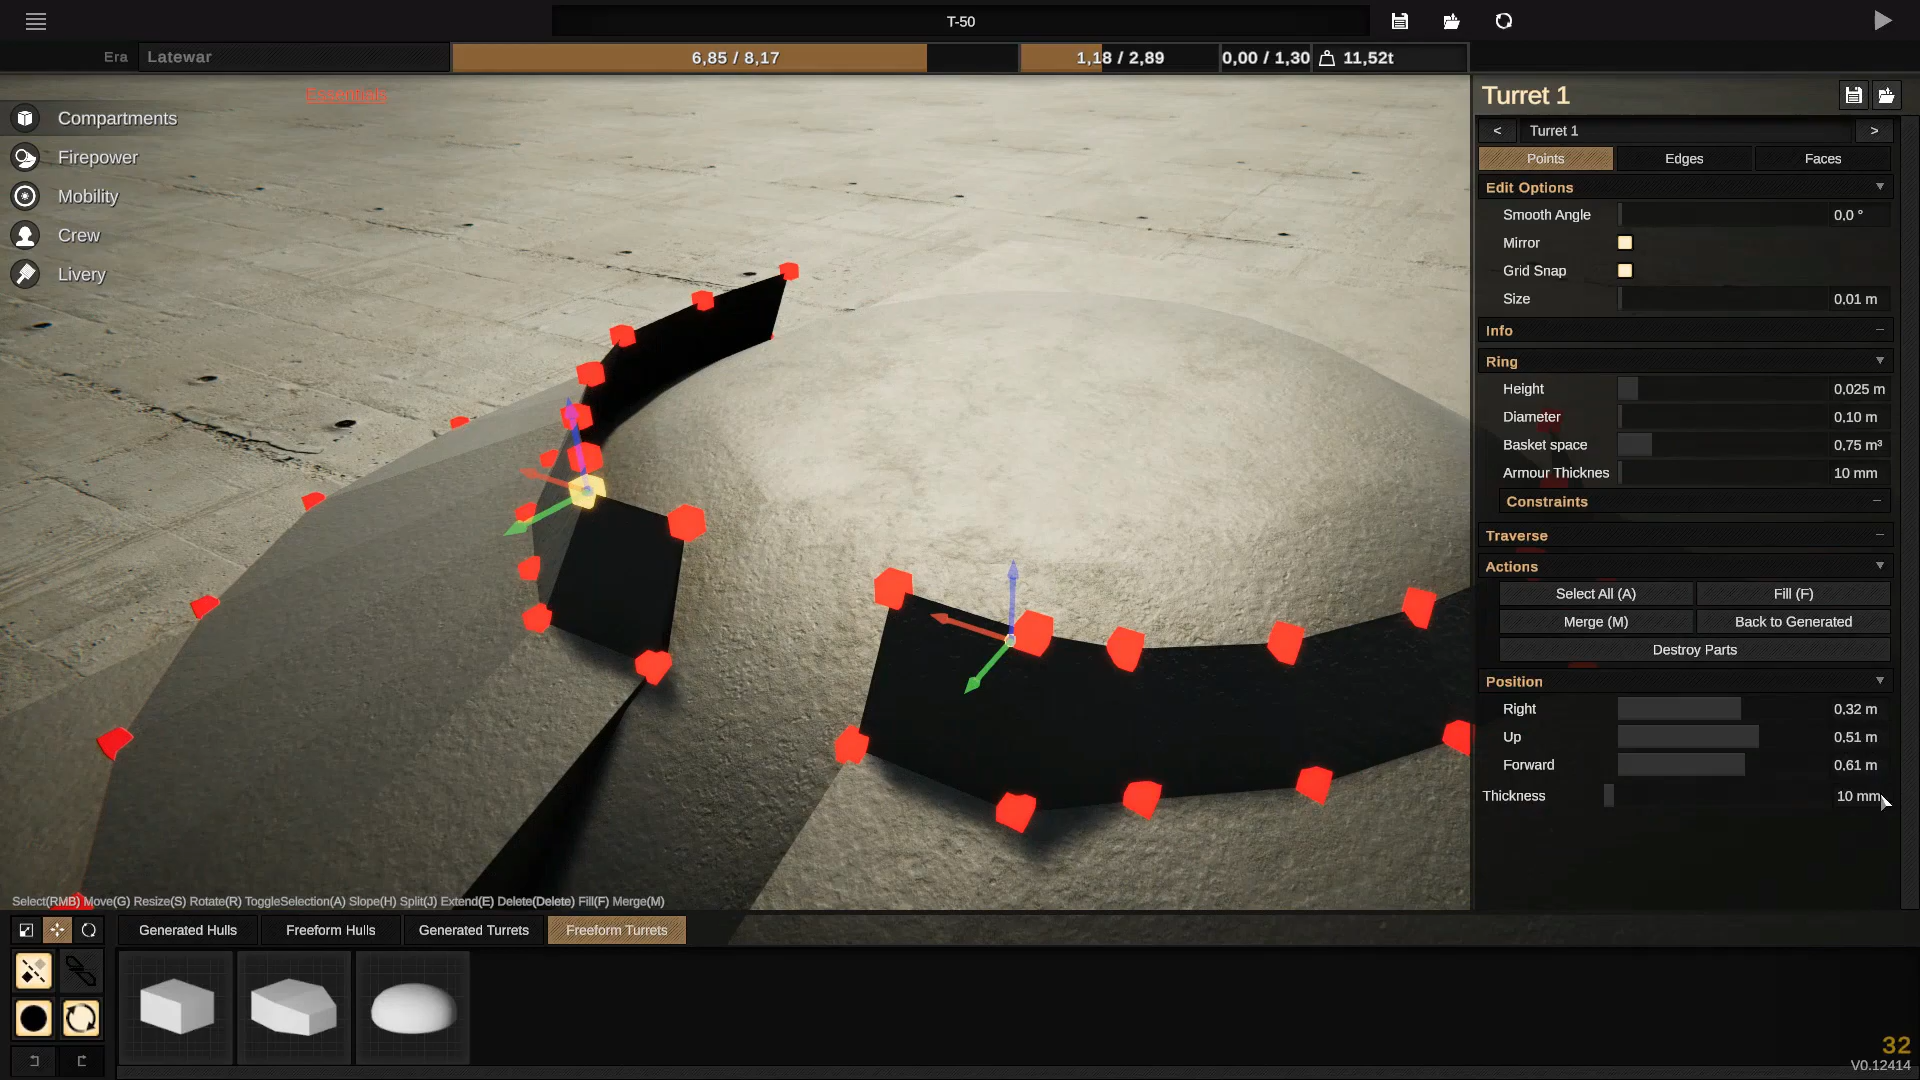 T-50
Era
Latewar
6,85 / 8,17
1,18 / 2,89
0,00 / 1,30
11,52t
Essentials
Compartments
Firepower
Mobility
Crew
Livery
Turret 1
<
Turret 1
>
Points
Edges
Faces
Edit Options
Smooth Angle
0,0 °
Mirror
Grid Snap
Size
0,01 m
Info
Ring
Height
0,025 m
Diameter
0,10 m
Basket space
0,75 m³
Armour Thicknes
10 mm
Constraints
Traverse
Actions
Select All (A)
Fill (F)
Merge (M)
Back to Generated
Destroy Parts
Position
Right
0,32 m
Up
0,51 m
Forward
0,61 m
Thickness
10 mm
Select(RMB) Move(G) Resize(S) Rotate(R) ToggleSelection(A) Slope(H) Split(J) Extend(E) Delete(Delete) Fill(F) Merge(M)
Generated Hulls
Freeform Hulls
Generated Turrets
Freeform Turrets
32
V0.12414